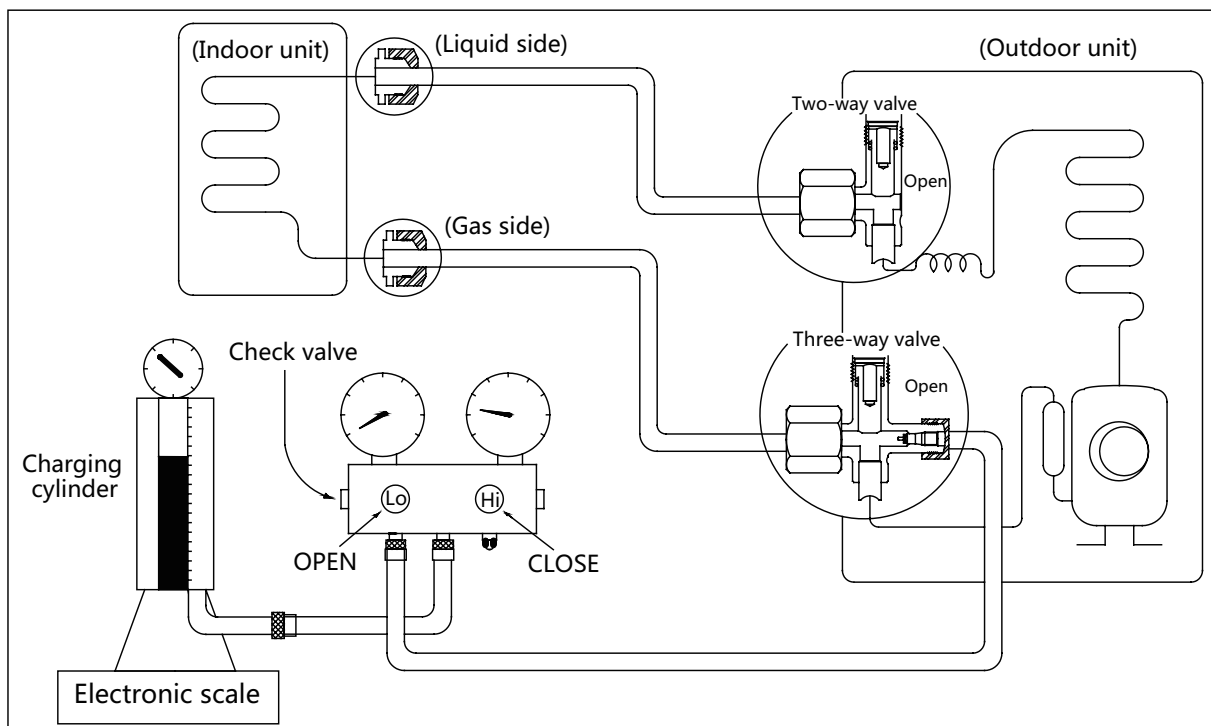 (Indoor unit)
(Liquid side)
(Outdoor unit)
Two-way valve
Open
(Gas side)
Three-way valve
Open
Check valve
Charging
cylinder
Lo
Hi
OPEN
CLOSE
Electronic scale